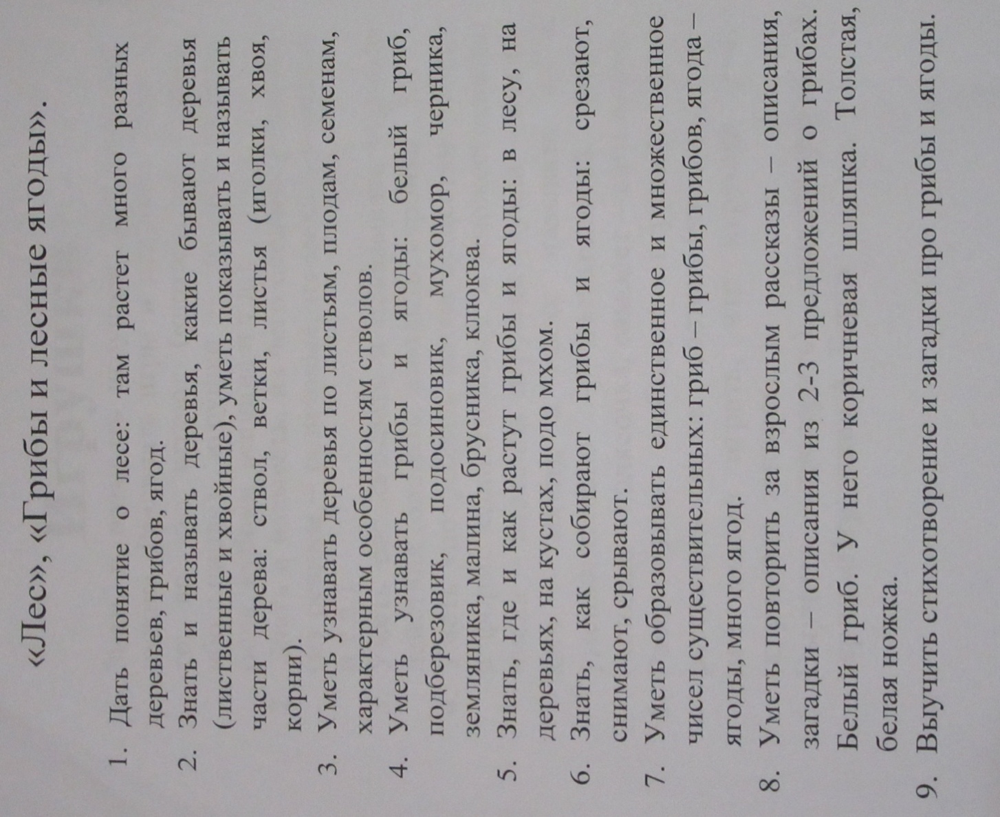 «Лес», «Грибы и лесные ягоды».
1. Дать понятие о лесе: там растет много разных
деревьев, грибов, ягод.
2. Знать и называть деревья, какие бывают деревья
(лиственные и хвойные), уметь показывать и называть
части дерева: ствол, ветки, листья (иголки, хвоя,
корни).
3. Уметь узнавать деревья по листьям, плодам, семенам,
характерным особенностям стволов.
4. Уметь узнавать грибы и ягоды: белый гриб,
подберезовик, подосиновик, мухомор, черника,
земляника, малина, брусника, клюква.
5. Знать, где и как растут грибы и ягоды: в лесу, на
деревьях, на кустах, подо мхом.
6. Знать, как собирают грибы и ягоды: срезают,
снимают, срывают.
7. Уметь образовывать единственное и множественное
чисел существительных: гриб – грибы, грибов, ягода –
ягоды, много ягод.
8. Уметь повторить за взрослым рассказы – описания,
загадки – описания из 2-3 предложений о грибах.
Белый гриб. У него коричневая шляпка. Толстая,
белая ножка.
9. Выучить стихотворение и загадки про грибы и ягоды.